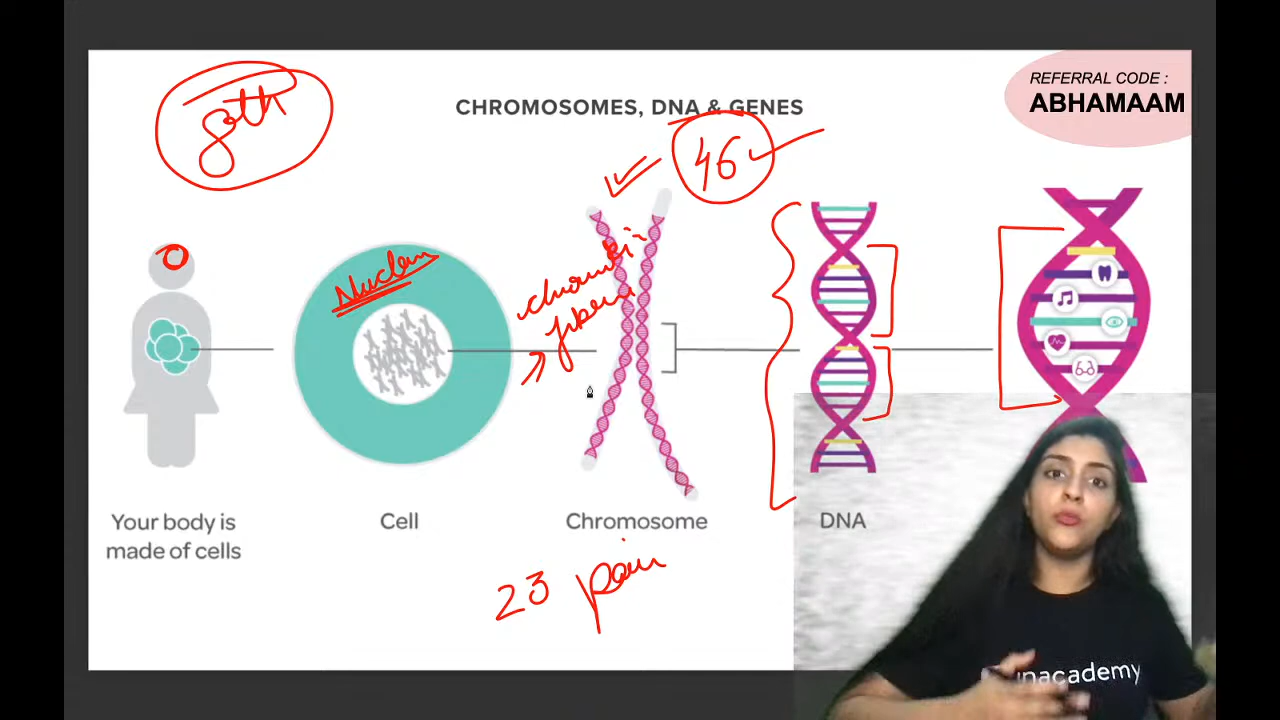 REFERRAL CODE :
ABHAMAAM
8th
CHROMOSOMES, DNA & GENES
46
Your body is
made of cells
Cell
Chromosome
DNA
23 pair
unacademy